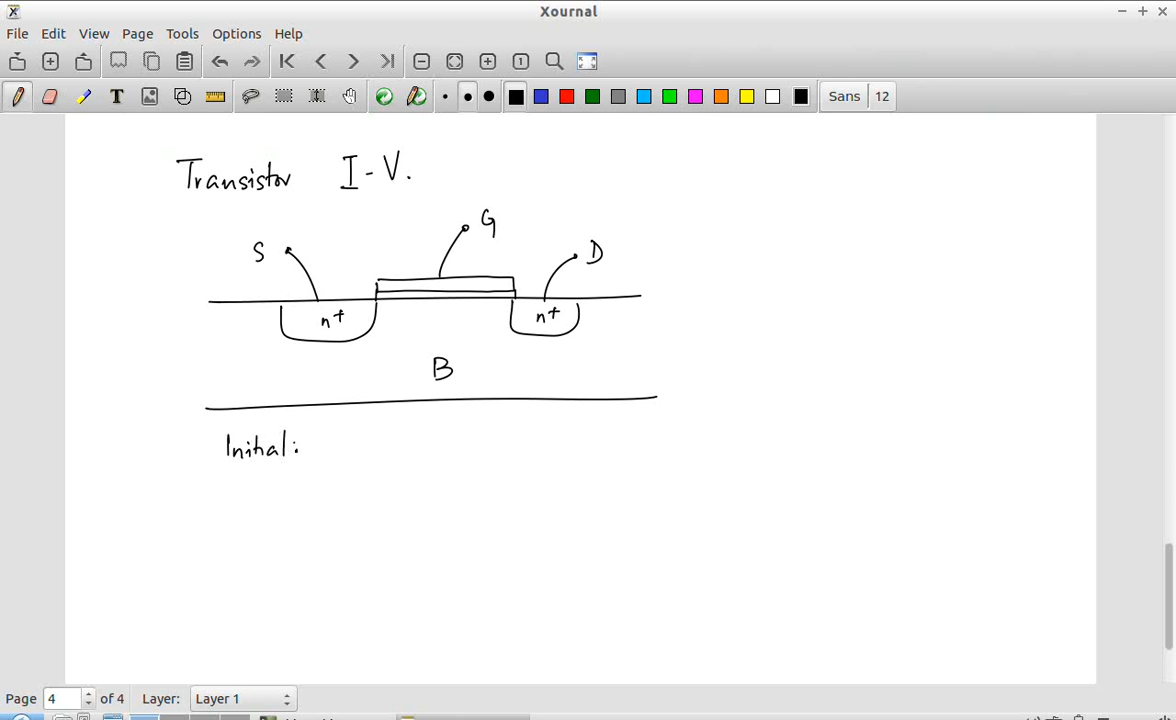 Xournal
File Edit View Page Tools Options Help
Sans 12
Transistor I-V.
G
S
D
n+ n+
B
Initial:
Page 4 of 4 Layer: Layer 1